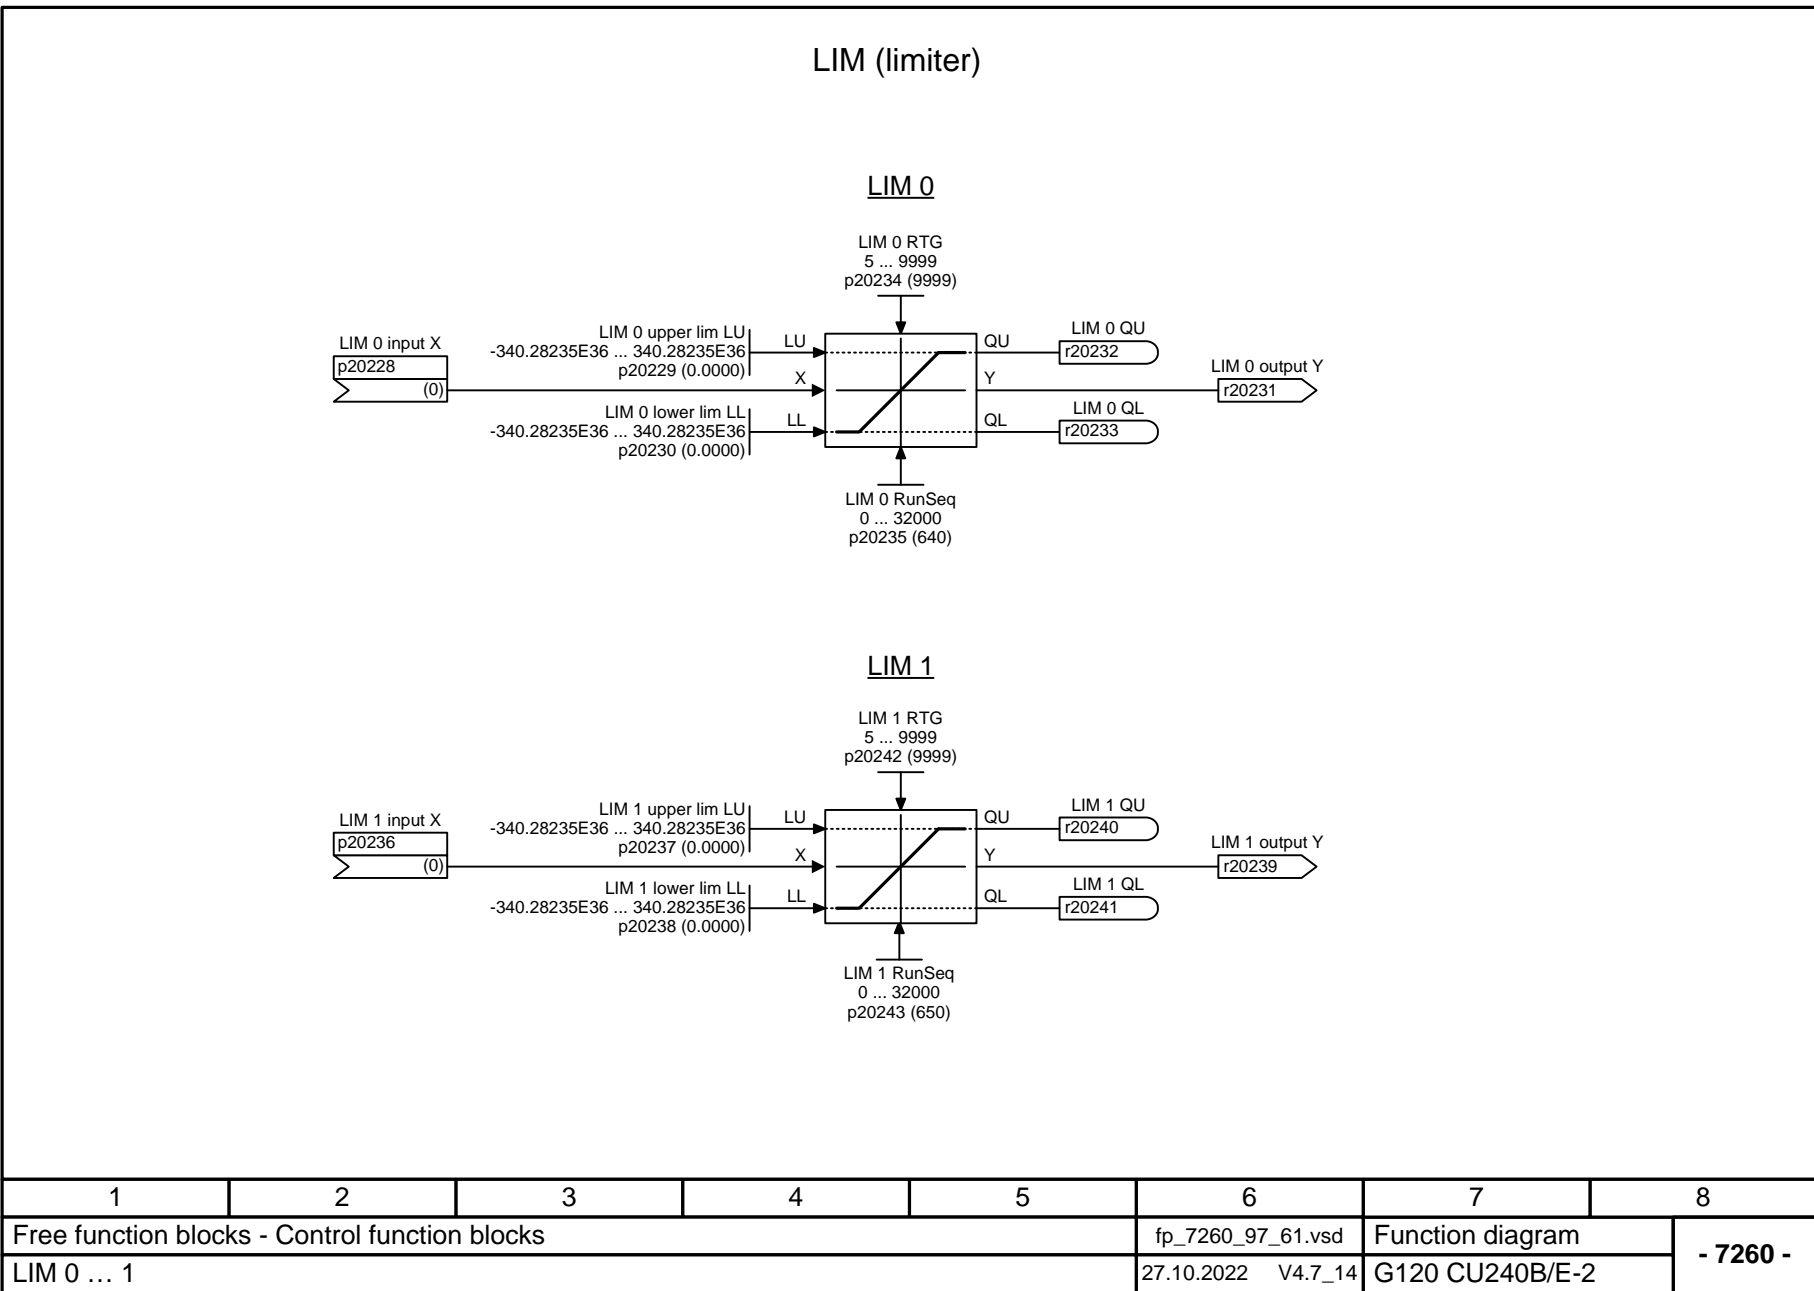 LIM (limiter)
LIM 0
LIM 0 RTG
5 ... 9999
p20234 (9999)
LIM 0 input X
p20228
(0)
LIM 0 upper lim LU
-340.28235E36 ... 340.28235E36
p20229 (0.0000)
LIM 0 lower lim LL
-340.28235E36 ... 340.28235E36
p20230 (0.0000)
LU
X
LL
QU
Y
QL
LIM 0 QU
r20232
LIM 0 output Y
r20231
LIM 0 QL
r20233
LIM 0 RunSeq
0 ... 32000
p20235 (640)
LIM 1
LIM 1 RTG
5 ... 9999
p20242 (9999)
LIM 1 input X
p20236
(0)
LIM 1 upper lim LU
-340.28235E36 ... 340.28235E36
p20237 (0.0000)
LIM 1 lower lim LL
-340.28235E36 ... 340.28235E36
p20238 (0.0000)
LU
X
LL
QU
Y
QL
LIM 1 QU
r20240
LIM 1 output Y
r20239
LIM 1 QL
r20241
LIM 1 RunSeq
0 ... 32000
p20243 (650)
1 2 3 4 5 6 7 8
Free function blocks - Control function blocks fp_7260_97_61.vsd Function diagram
- 7260 -
LIM 0 … 1 27.10.2022 V4.7_14 G120 CU240B/E-2